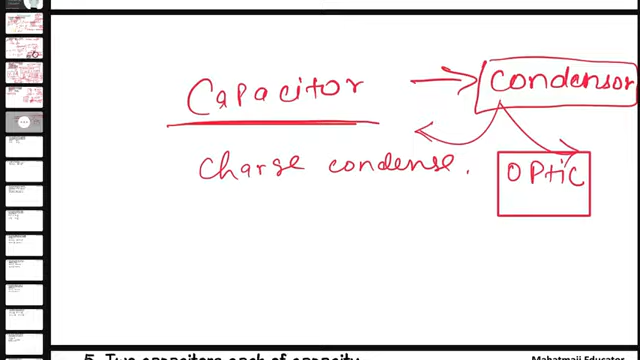 Capacitor → Condensor
Charge condense.
OPtiC
5. Two capacitors each of capacity
Mahatmaji Educator